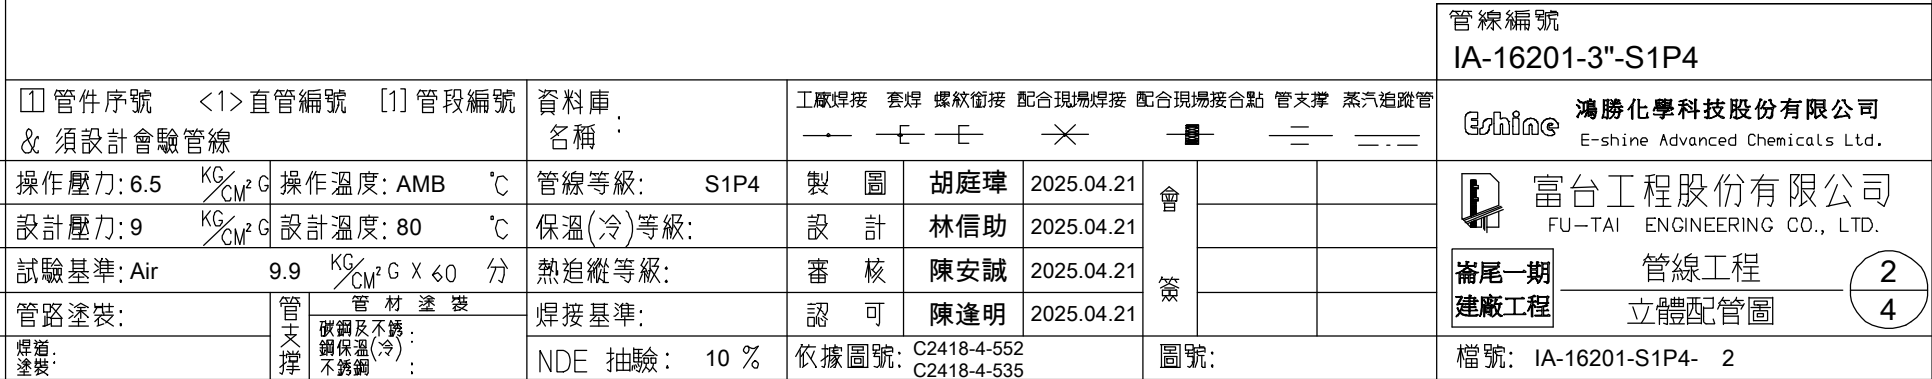 管線編號
IA-16201-3"-S1P4
1 管件序號 <1>直管編號 [1]管段編號
& 須設計會驗管線
資料庫
名稱 :
工廠焊接 套焊 螺紋銜接 配合現場焊接 配合現場接合點 管支撐 蒸汽追蹤管
Eshine 鴻勝化學科技股份有限公司
E-shine Advanced Chemicals Ltd.
操作壓力: 6.5 KG/CM² G 操作溫度: AMB °C 管線等級: S1P4 製 圖 胡庭瑋 2025.04.21
設計壓力: 9 KG/CM² G 設計溫度: 80 °C 保溫(冷)等級: 設 計 林信助 2025.04.21
會簽
富台工程股份有限公司
FU-TAI ENGINEERING CO., LTD.
試驗基準: Air 9.9 KG/CM² G X 60 分 熱追縱等級: 審 核 陳安誠 2025.04.21
管路塗裝: 管支撐 管材塗裝 焊接基準: 認 可 陳逢明 2025.04.21
崙尾一期
建廠工程
管線工程
立體配管圖
2
4
焊道:
塗裝:
碳鋼及不銹 :
鋼保溫(冷)
不銹鋼 :
NDE 抽驗: 10 %
依據圖號: C2418-4-552
C2418-4-535
圖號:
檔號: IA-16201-S1P4- 2